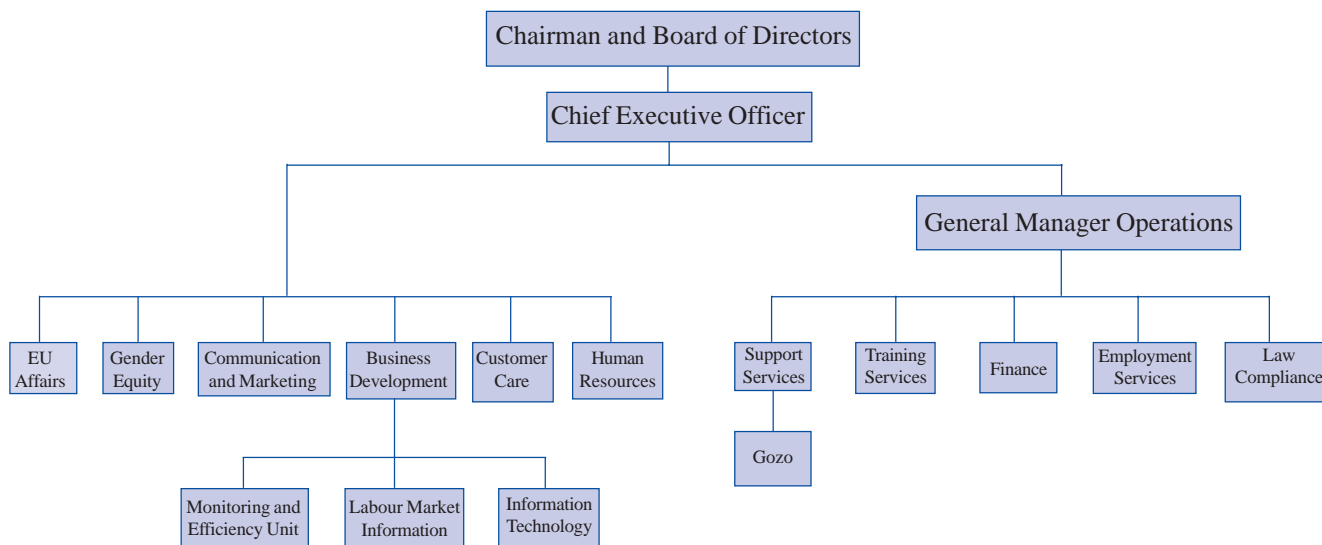 Chairman and Board of Directors
Chief Executive Officer
General Manager Operations
EU
Affairs
Gender
Equity
Communication
and Marketing
Business
Development
Customer
Care
Human
Resources
Support
Services
Training
Services
Finance
Employment
Services
Law
Compliance
Gozo
Monitoring and
Efficiency Unit
Labour Market
Information
Information
Technology